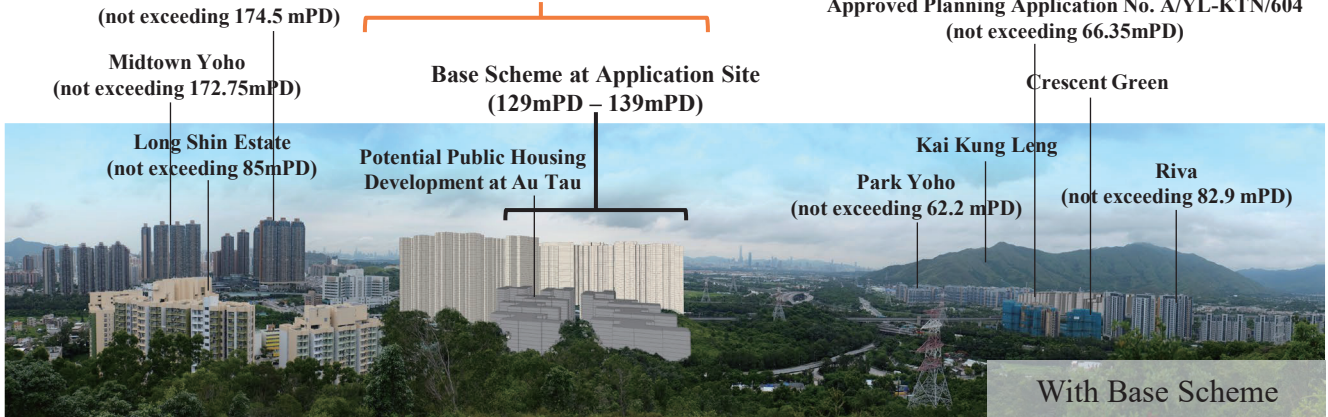 (not exceeding 174.5 mPD)
Midtown Yoho
(not exceeding 172.75mPD)
Long Shin Estate
(not exceeding 85mPD)
Base Scheme at Application Site
(129mPD – 139mPD)
Potential Public Housing
Development at Au Tau
Approved Planning Application No. A/YL-KTN/604
(not exceeding 66.35mPD)
Crescent Green
Kai Kung Leng
Park Yoho
(not exceeding 62.2 mPD)
Riva
(not exceeding 82.9 mPD)
With Base Scheme